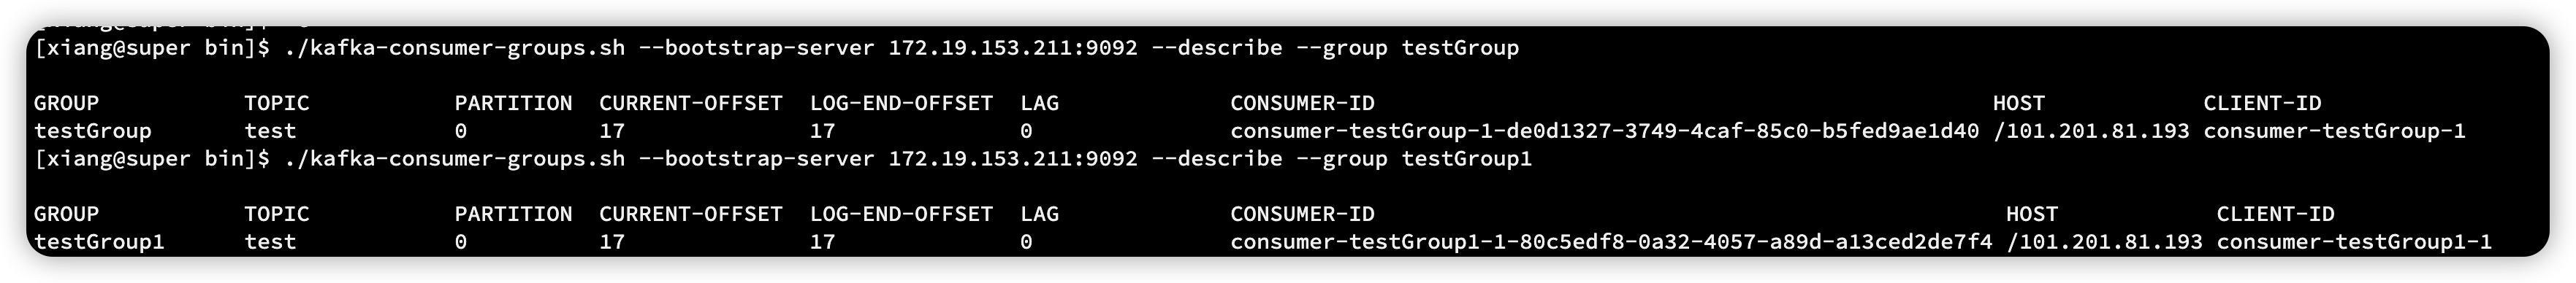 [xiang@super bin]$ ./kafka-consumer-groups.sh --bootstrap-server 172.19.153.211:9092 --describe --group testGroup
GROUP TOPIC PARTITION CURRENT-OFFSET LOG-END-OFFSET LAG CONSUMER-ID HOST CLIENT-ID
testGroup test 0 17 17 0 consumer-testGroup-1-de0d1327-3749-4caf-85c0-b5fed9ae1d40 /101.201.81.193 consumer-testGroup-1
[xiang@super bin]$ ./kafka-consumer-groups.sh --bootstrap-server 172.19.153.211:9092 --describe --group testGroup1
GROUP TOPIC PARTITION CURRENT-OFFSET LOG-END-OFFSET LAG CONSUMER-ID HOST CLIENT-ID
testGroup1 test 0 17 17 0 consumer-testGroup1-1-80c5edf8-0a32-4057-a89d-a13ced2de7f4 /101.201.81.193 consumer-testGroup1-1